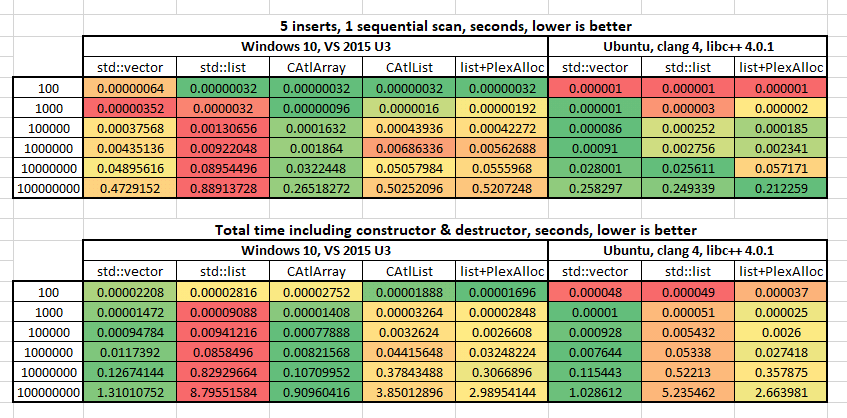 5 inserts, 1 sequential scan, seconds, lower is better
Windows 10, VS 2015 U3 Ubuntu, clang 4, libc++ 4.0.1
std::vector std::list CAtlArray CAtlList list+PlexAlloc std::vector std::list list+PlexAlloc
100 0.00000064 0.00000032 0.00000032 0.00000032 0.00000032 0.000001 0.000001 0.000001
1000 0.00000352 0.0000032 0.00000096 0.0000016 0.00000192 0.000001 0.000003 0.000002
100000 0.00037568 0.00130656 0.0001632 0.00043936 0.00042272 0.000086 0.000252 0.000185
1000000 0.00435136 0.00922048 0.001864 0.00686336 0.00562688 0.00091 0.002756 0.002341
10000000 0.04895616 0.08954496 0.0322448 0.05057984 0.0556968 0.028001 0.025611 0.057171
100000000 0.4729152 0.88913728 0.26518272 0.50252096 0.5207248 0.258297 0.249339 0.212259
Total time including constructor & destructor, seconds, lower is better
Windows 10, VS 2015 U3 Ubuntu, clang 4, libc++ 4.0.1
std::vector std::list CAtlArray CAtlList list+PlexAlloc std::vector std::list list+PlexAlloc
100 0.00002208 0.00002816 0.00002752 0.00001888 0.00001696 0.000048 0.000049 0.000037
1000 0.00001472 0.00009088 0.00001408 0.00003264 0.00002848 0.00001 0.000051 0.000025
100000 0.00094784 0.00941216 0.00077888 0.0032624 0.0026608 0.000928 0.005432 0.0026
1000000 0.0117392 0.0858496 0.00821568 0.04415648 0.03248224 0.007644 0.05338 0.027418
10000000 0.12674144 0.82929664 0.10709952 0.37843488 0.3066896 0.115443 0.52213 0.357875
100000000 1.31010752 8.79551584 0.90960416 3.85012896 2.98954144 1.028612 5.235462 2.663981